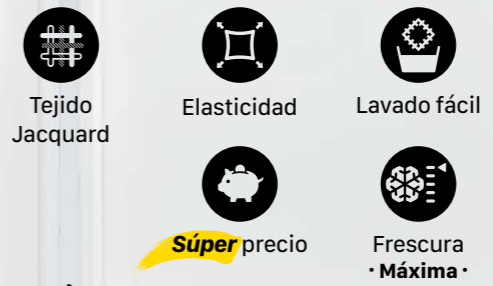 Tejido
Jacquard
Elasticidad
Lavado fácil
Súper precio
Frescura
· Máxima ·